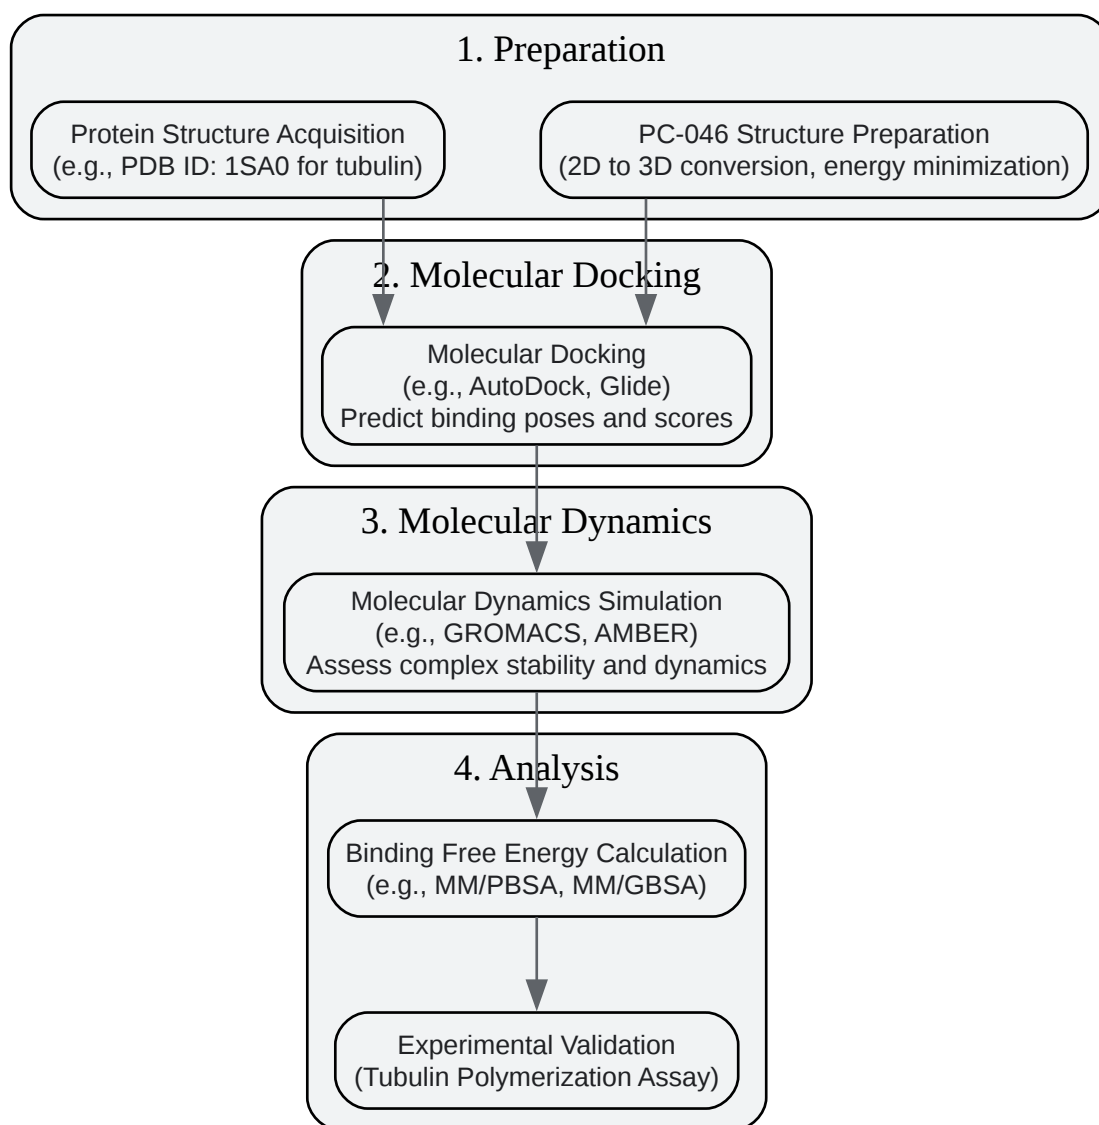 1. Preparation
Protein Structure Acquisition
(e.g., PDB ID: 1SA0 for tubulin)
PC-046 Structure Preparation
(2D to 3D conversion, energy minimization)
2. Molecular Docking
Molecular Docking
(e.g., AutoDock, Glide)
Predict binding poses and scores
3. Molecular Dynamics
Molecular Dynamics Simulation
(e.g., GROMACS, AMBER)
Assess complex stability and dynamics
4. Analysis
Binding Free Energy Calculation
(e.g., MM/PBSA, MM/GBSA)
Experimental Validation
(Tubulin Polymerization Assay)